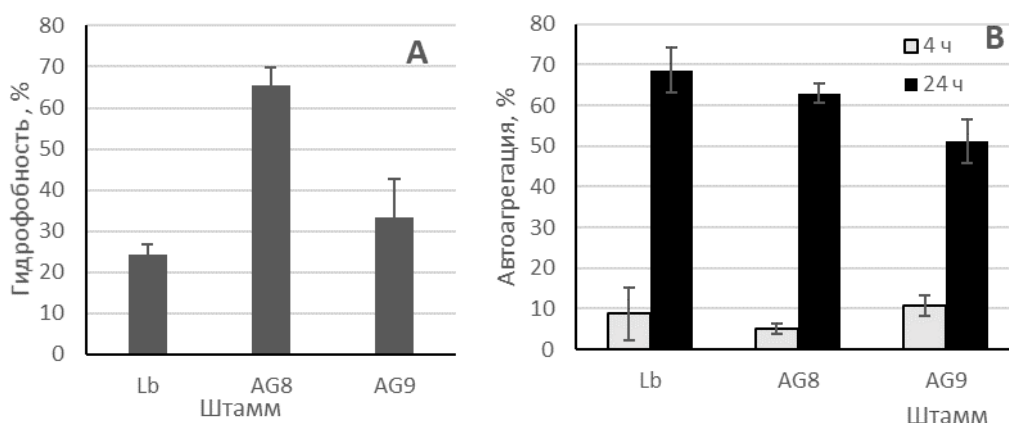 Гидрофобность, %
80
70
60
50
40
30
20
10
0
A
Lb AG8 AG9
Штамм
Автоагрегация, %
80
70
60
50
40
30
20
10
0
B
4 ч
24 ч
Lb AG8 AG9
Штамм